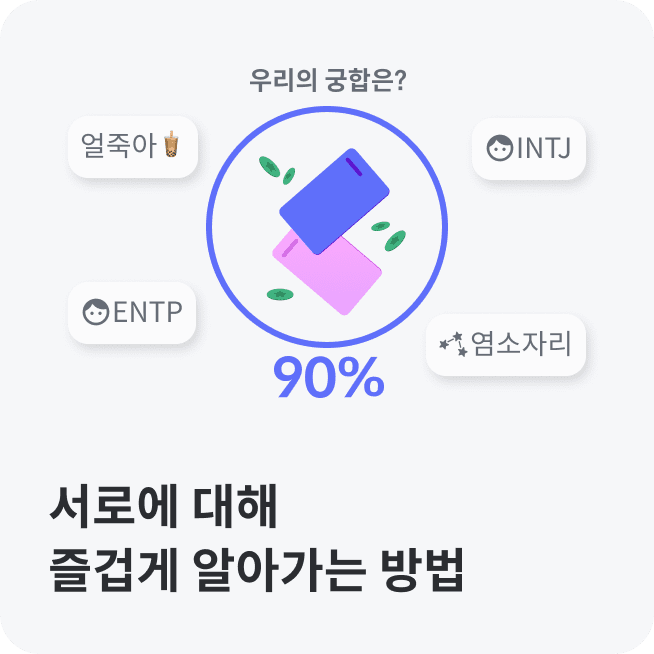 우리의 궁합은?
얼죽아
INTJ
ENTP
염소자리
90%
서로에 대해
즐겁게 알아가는 방법